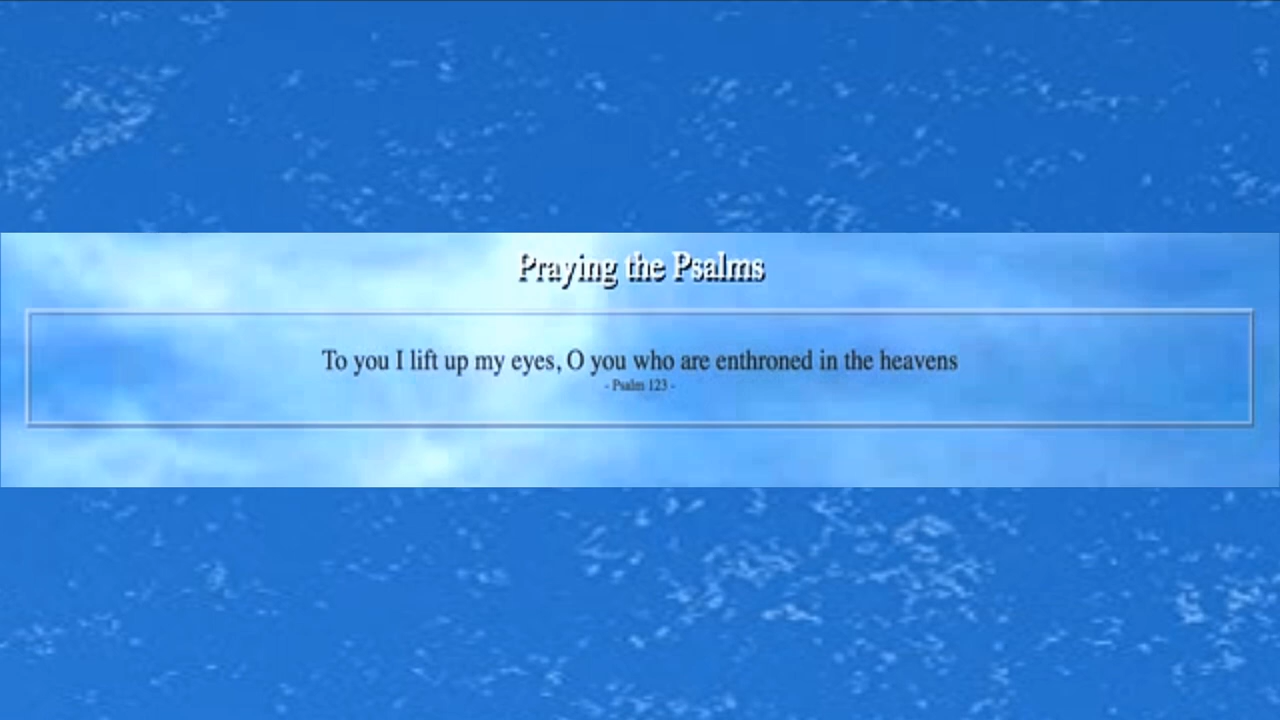 Praying the Psalms
To you I lift up my eyes, O you who are enthroned in the heavens
- Psalm 123 -